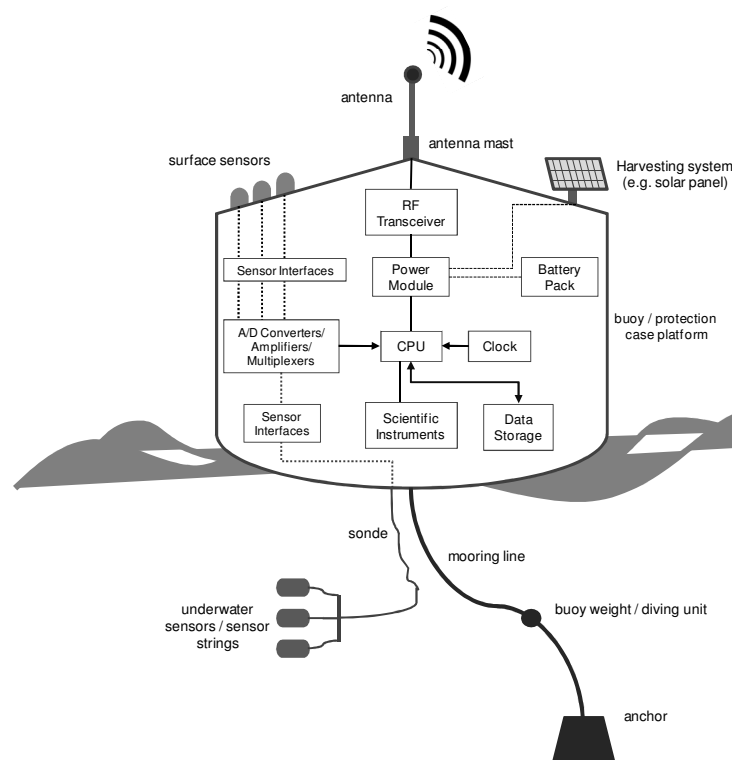 antenna
antenna mast
surface sensors
Harvesting system
(e.g. solar panel)
RF
Transceiver
Sensor Interfaces
Power
Module
Battery
Pack
buoy / protection
case platform
A/D Converters/
Amplifiers/
Multiplexers
CPU
Clock
Sensor
Interfaces
Scientific
Instruments
Data
Storage
sonde
mooring line
underwater
sensors / sensor
strings
buoy weight / diving unit
anchor